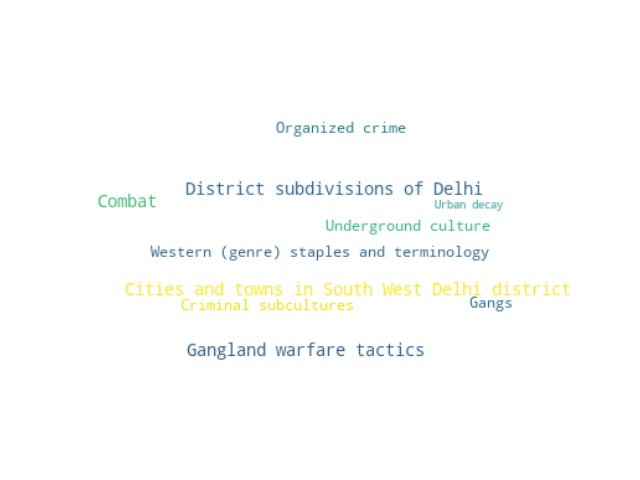 Organized crime
District subdivisions of Delhi
Combat
Urban decay
Underground culture
Western (genre) staples and terminology
Cities and towns in South West Delhi district
Gangs
Criminal subcultures
Gangland warfare tactics